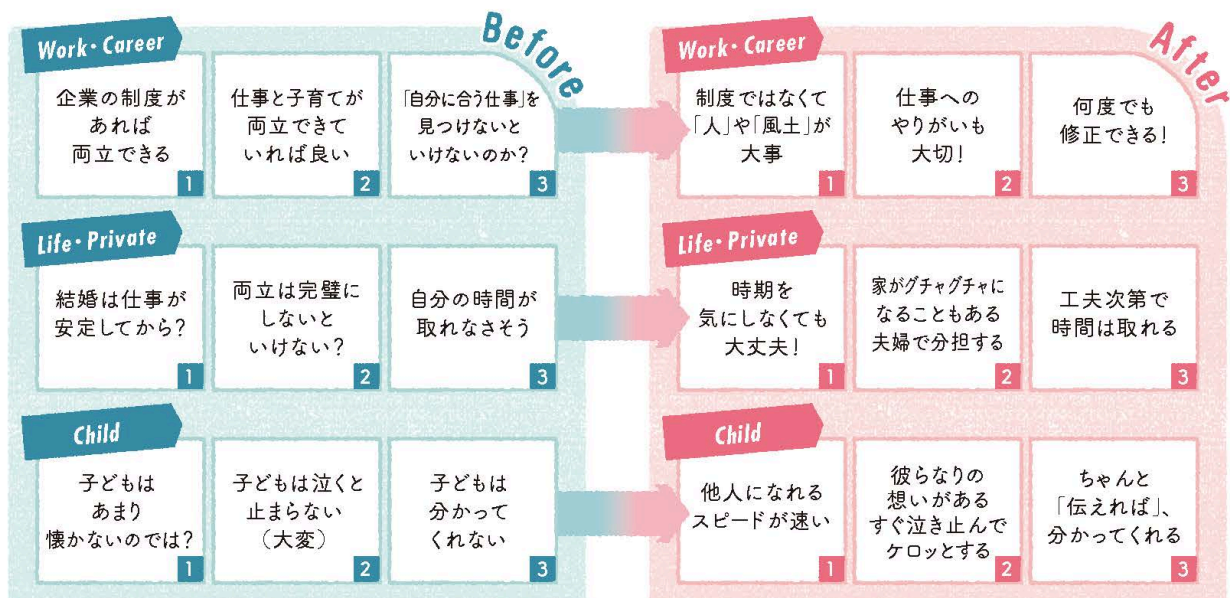 Before
Work・Career
企業の制度が
あれば
両立できる
1
仕事と子育てが
両立できて
いれば良い
2
「自分に合う仕事」を
見つけないと
いけないのか?
3
Life・Private
結婚は仕事が
安定してから?
1
両立は完璧に
しないと
いけない?
2
自分の時間が
取れなさそう
3
Child
子どもは
あまり
懐かないのでは?
1
子どもは泣くと
止まらない
(大変)
2
子どもは
分かって
くれない
3
After
Work・Career
制度ではなくて
「人」や「風土」が
大事
1
仕事への
やりがいも
大切!
2
何度でも
修正できる!
3
Life・Private
時期を
気にしなくても
大丈夫!
1
家がグチャグチャに
なることもある
夫婦で分担する
2
工夫次第で
時間は取れる
3
Child
他人になれる
スピードが速い
1
彼らなりの
想いがある
すぐ泣き止んで
ケロッとする
2
ちゃんと
「伝えれば」、
分かってくれる
3